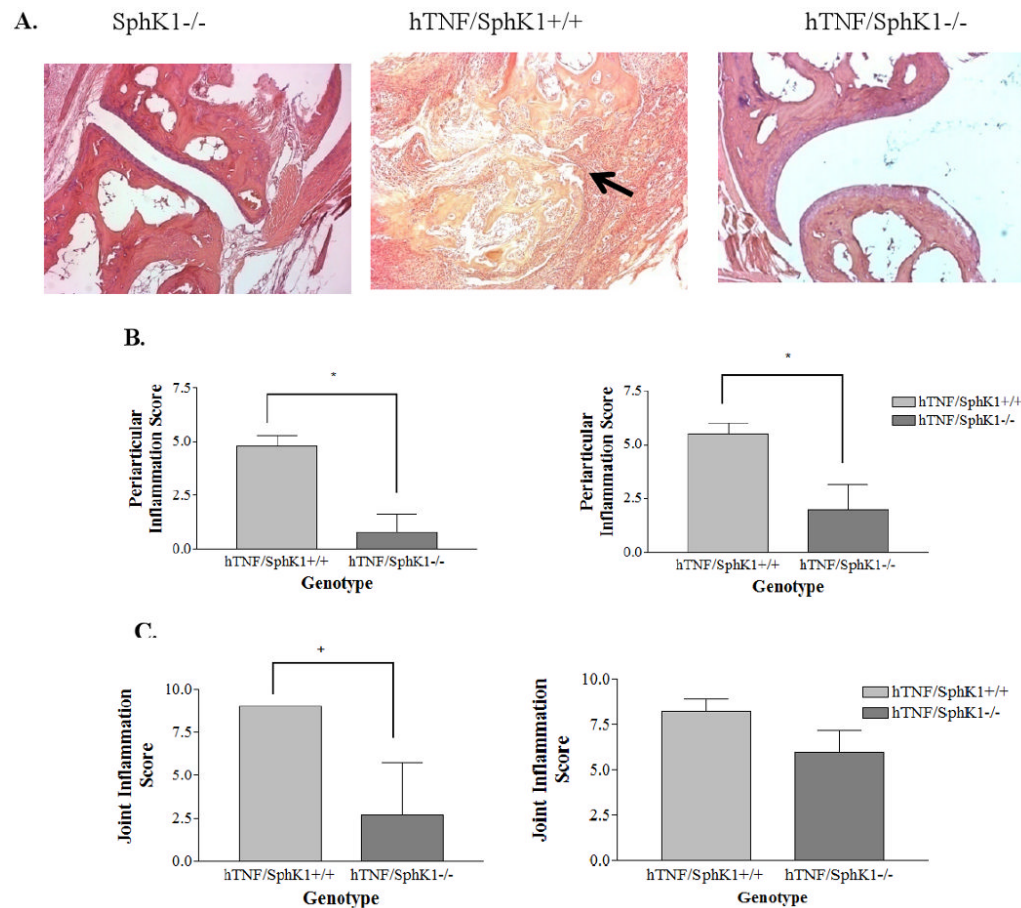 A.
SphK1-/-
hTNF/SphK1+/+
hTNF/SphK1-/-
B.
Periarticular
Inflammation Score
7.5
5.0
2.5
0.0
*
hTNF/SphK1+/+
hTNF/SphK1-/-
Genotype
Periarticular
Inflammation Score
7.5
5.0
2.5
0.0
*
hTNF/SphK1+/+
hTNF/SphK1-/-
Genotype
hTNF/SphK1+/+
hTNF/SphK1-/-
C.
Joint Inflammation
Score
10.0
7.5
5.0
2.5
0.0
+
hTNF/SphK1+/+
hTNF/SphK1-/-
Genotype
Joint Inflammation
Score
10.0
7.5
5.0
2.5
0.0
hTNF/SphK1+/+
hTNF/SphK1-/-
Genotype
hTNF/SphK1+/+
hTNF/SphK1-/-